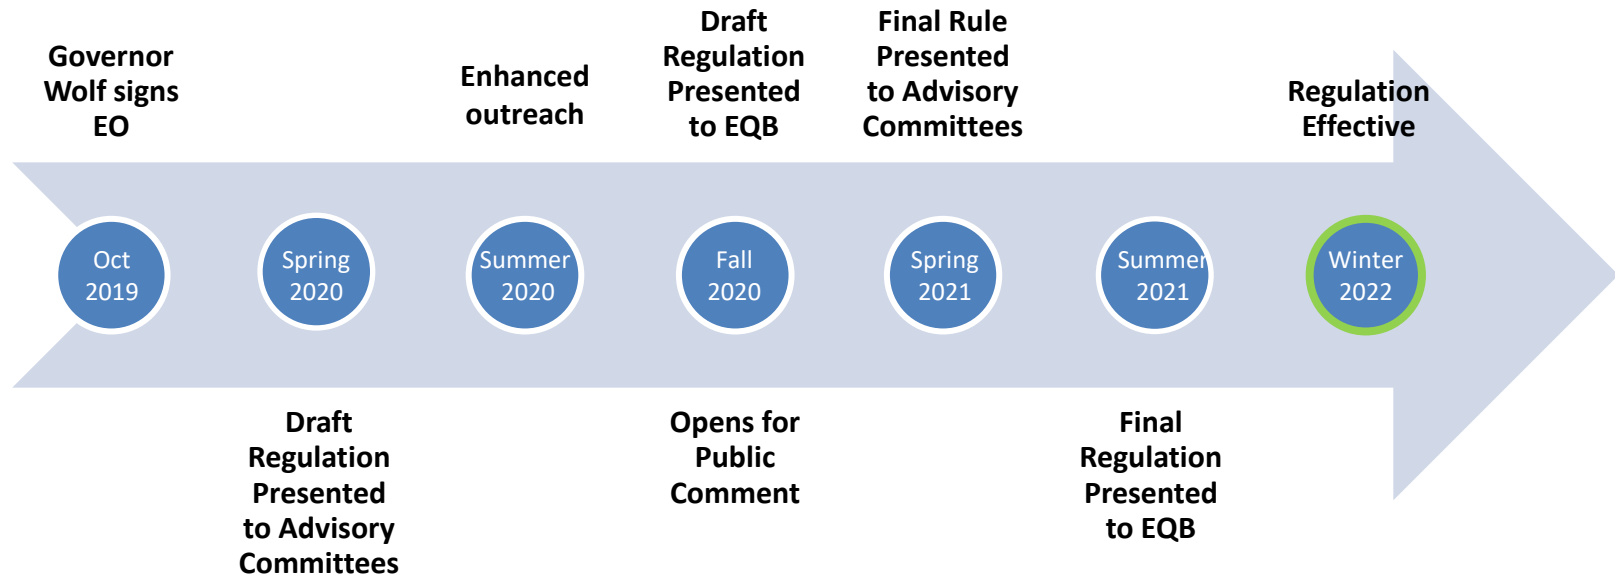 Governor
Wolf signs
EO
Enhanced
outreach
Draft
Regulation
Presented
to EQB
Final Rule
Presented
to Advisory
Committees
Regulation
Effective
Oct
2019
Spring
2020
Summer
2020
Fall
2020
Spring
2021
Summer
2021
Winter
2022
Draft
Regulation
Presented
to Advisory
Committees
Opens for
Public
Comment
Final
Regulation
Presented
to EQB